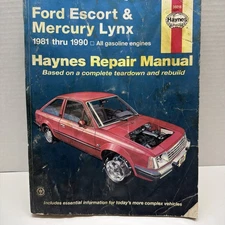 Ford Escort &
Mercury Lynx
1981 thru 1990 □ All gasoline engines
Haynes
Haynes Repair Manual
Based on a complete teardown and rebuild
Includes essential information for today's more complex vehicles